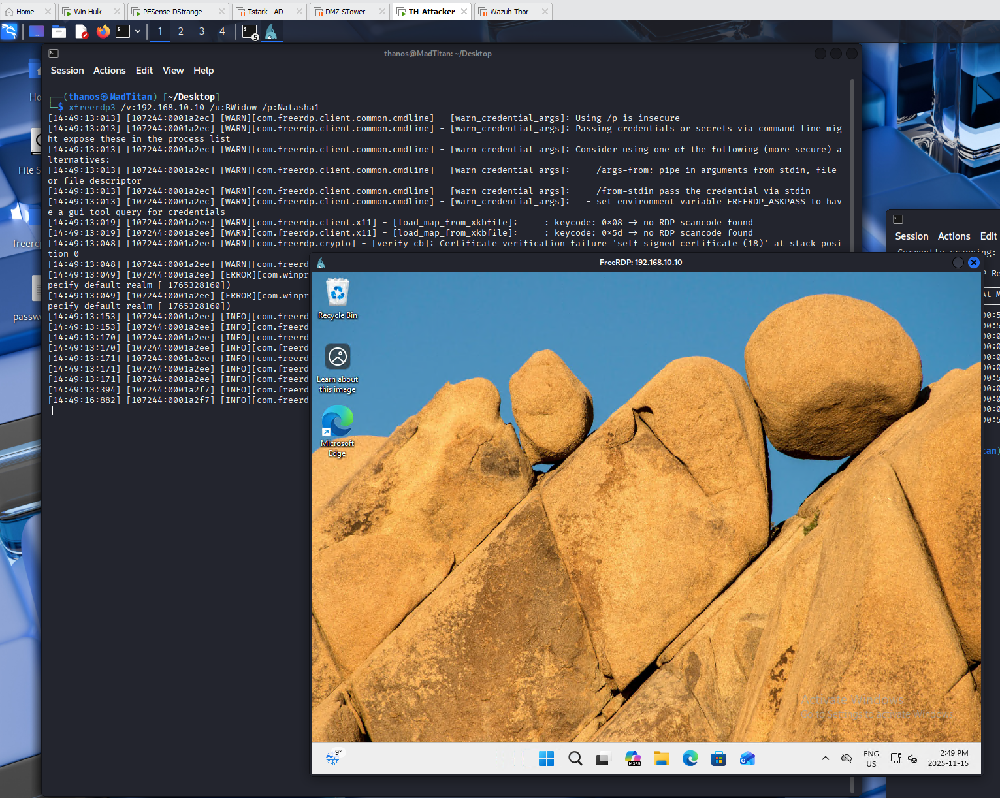 Home
Win-Hulk
PFSense-DStrange
Tstark - AD
DMZ-STower
TH-Attacker
Wazuh-Thor
1
2
3
4
5
thanos@MadTitan: ~/Desktop
Session Actions Edit View Help
┌──(thanos㉿MadTitan)-[~/Desktop]
└─$ xfreerdp3 /v:192.168.10.10 /u:BWidow /p:Natasha1
[14:49:13:013] [107244:0001a2ec] [WARN][com.freerdp.client.common.cmdline] - [warn_credential_args]: Using /p is insecure
[14:49:13:013] [107244:0001a2ec] [WARN][com.freerdp.client.common.cmdline] - [warn_credential_args]: Passing credentials or secrets via command line mig
ht expose these in the process list
[14:49:13:013] [107244:0001a2ec] [WARN][com.freerdp.client.common.cmdline] - [warn_credential_args]: Consider using one of the following (more secure) a
lternatives:
[14:49:13:013] [107244:0001a2ec] [WARN][com.freerdp.client.common.cmdline] - [warn_credential_args]:   - /args-from: pipe in arguments from stdin, file
or file descriptor
[14:49:13:013] [107244:0001a2ec] [WARN][com.freerdp.client.common.cmdline] - [warn_credential_args]:   - /from-stdin pass the credential via stdin
[14:49:13:013] [107244:0001a2ec] [WARN][com.freerdp.client.common.cmdline] - [warn_credential_args]:   - set environment variable FREERDP_ASKPASS to hav
e a gui tool query for credentials
[14:49:13:019] [107244:0001a2ec] [WARN][com.freerdp.client.x11] - [load_map_from_xkbfile]:     : keycode: 0×08 → no RDP scancode found
[14:49:13:019] [107244:0001a2ec] [WARN][com.freerdp.client.x11] - [load_map_from_xkbfile]:     : keycode: 0×5d → no RDP scancode found
[14:49:13:048] [107244:0001a2ee] [WARN][com.freerdp.crypto] - [verify_cb]: Certificate verification failure 'self-signed certificate (18)' at stack posi
tion 0
[14:49:13:048] [107244:0001a2ee] [WARN][com.freerd
[14:49:13:049] [107244:0001a2ee] [ERROR][com.winpr
pecify default realm [-1765328160])
[14:49:13:049] [107244:0001a2ee] [ERROR][com.winpr
pecify default realm [-1765328160])
[14:49:13:153] [107244:0001a2ee] [INFO][com.freerd
[14:49:13:153] [107244:0001a2ee] [INFO][com.freerd
[14:49:13:170] [107244:0001a2ee] [INFO][com.freerd
[14:49:13:170] [107244:0001a2ee] [INFO][com.freerd
[14:49:13:171] [107244:0001a2ee] [INFO][com.freerd
[14:49:13:171] [107244:0001a2ee] [INFO][com.freerd
[14:49:13:171] [107244:0001a2ee] [INFO][com.freerd
[14:49:13:394] [107244:0001a2f7] [INFO][com.freerd
[14:49:16:882] [107244:0001a2f7] [INFO][com.freerd
Ho
File S
freerd
passw
Session Actions Edit
Currently scanning:
FreeRDP: 192.168.10.10
Recycle Bin
Learn about
this image
Microsoft
Edge
9°
M365
ENG
US
2:49 PM
2025-11-15